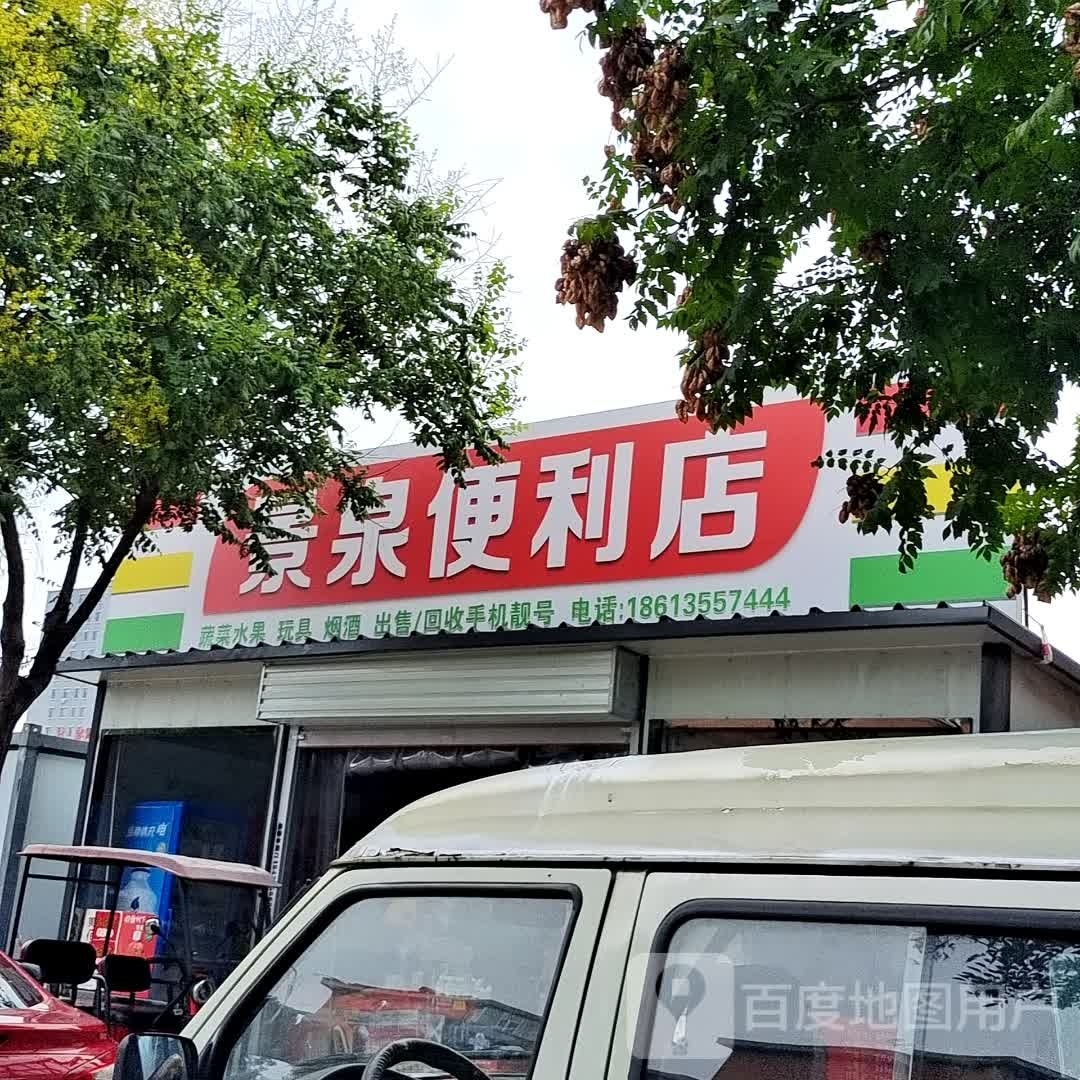 景泉便利店
蔬菜水果 玩具 烟酒 出售/回收手机靓号 电话:18613557444
百度地图用户